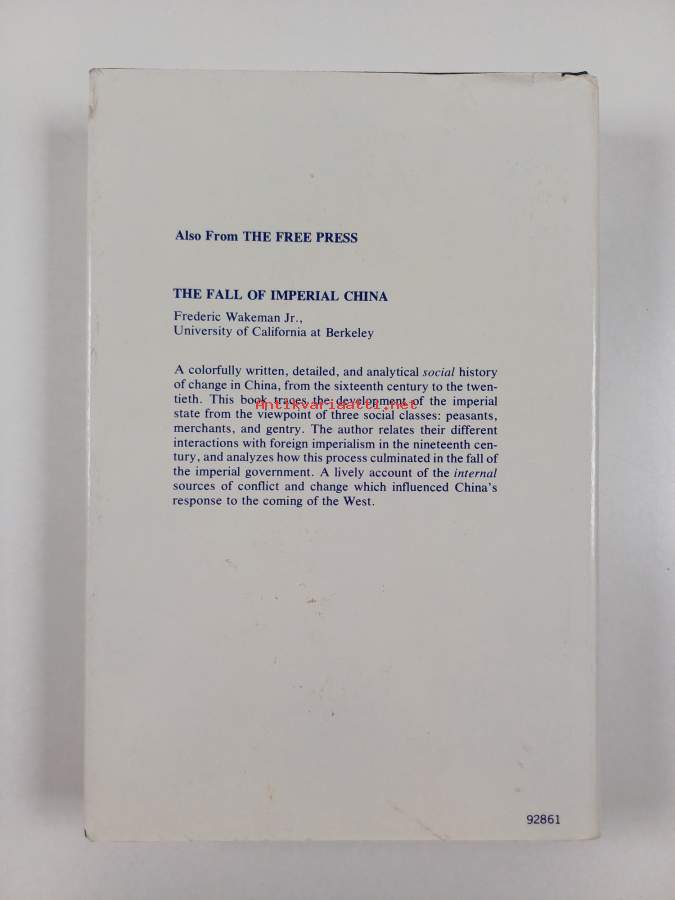 Also From THE FREE PRESS
THE FALL OF IMPERIAL CHINA
Frederic Wakeman Jr.,
University of California at Berkeley
A colorfully written, detailed, and analytical social history
of change in China, from the sixteenth century to the twen-
tieth. This book traces the development of the imperial
Antikvariaatti.net
state from the viewpoint of three social classes: peasants,
merchants, and gentry. The author relates their different
interactions with foreign imperialism in the nineteenth cen-
tury, and analyzes how this process culminated in the fall of
the imperial government. A lively account of the internal
sources of conflict and change which influenced China's
response to the coming of the West.
92861